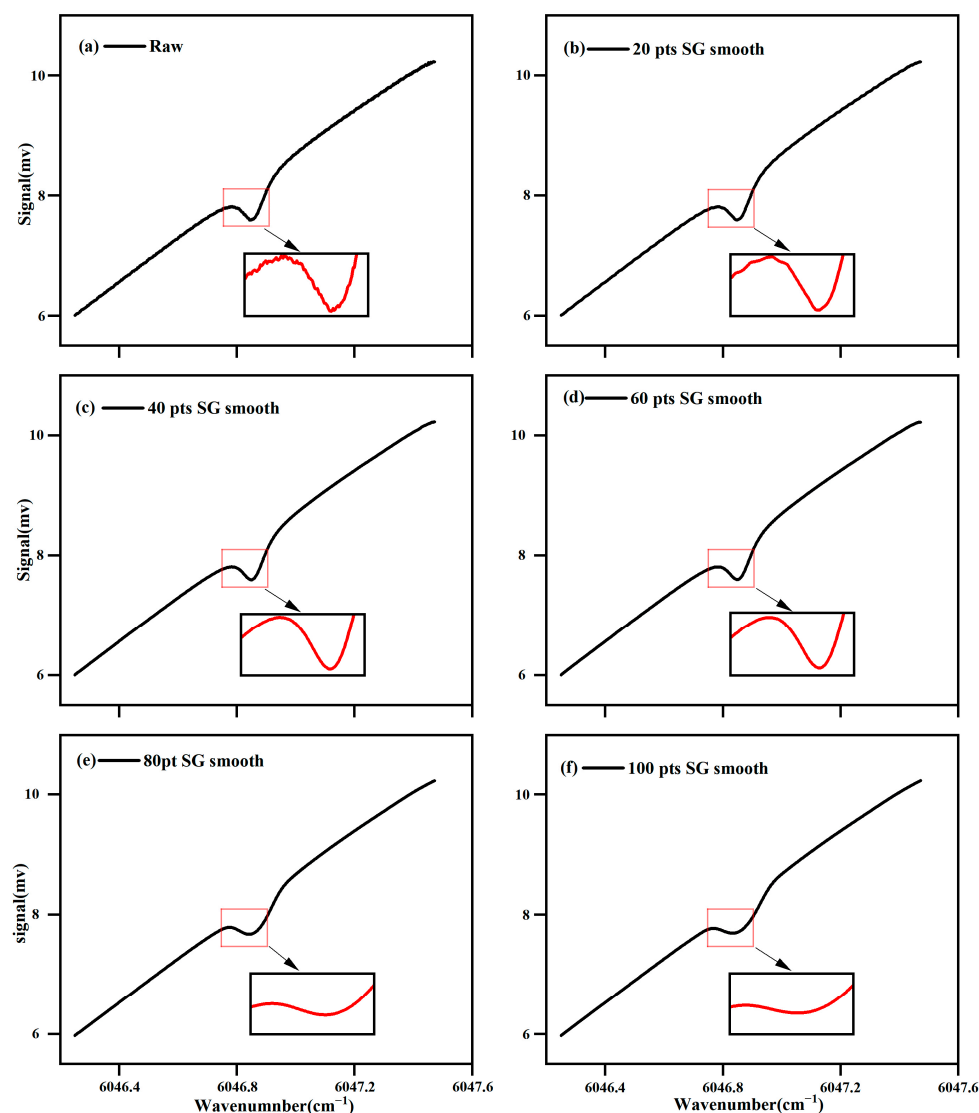 (a) Raw
(b) 20 pts SG smooth
10
8
6
Signal(mv)
10
8
6
(c) 40 pts SG smooth
(d) 60 pts SG smooth
10
8
6
Signal(mv)
10
8
6
(e) 80pt SG smooth
(f) 100 pts SG smooth
10
8
6
signal(mv)
10
8
6
6046.4 6046.8 6047.2 6047.6
6046.4 6046.8 6047.2 6047.6
Wavenumnber(cm⁻¹)
Wavenumber(cm⁻¹)